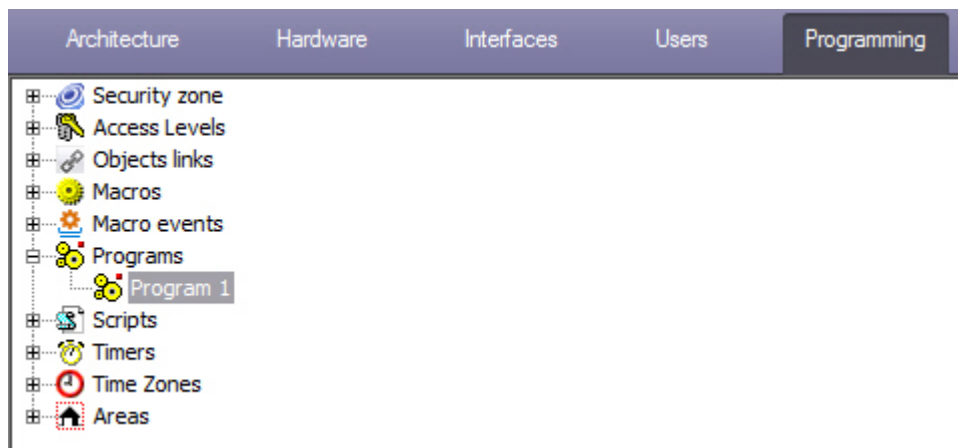 Architecture Hardware Interfaces Users Programming
Security zone
Access Levels
Objects links
Macros
Macro events
Programs
Program 1
Scripts
Timers
Time Zones
Areas